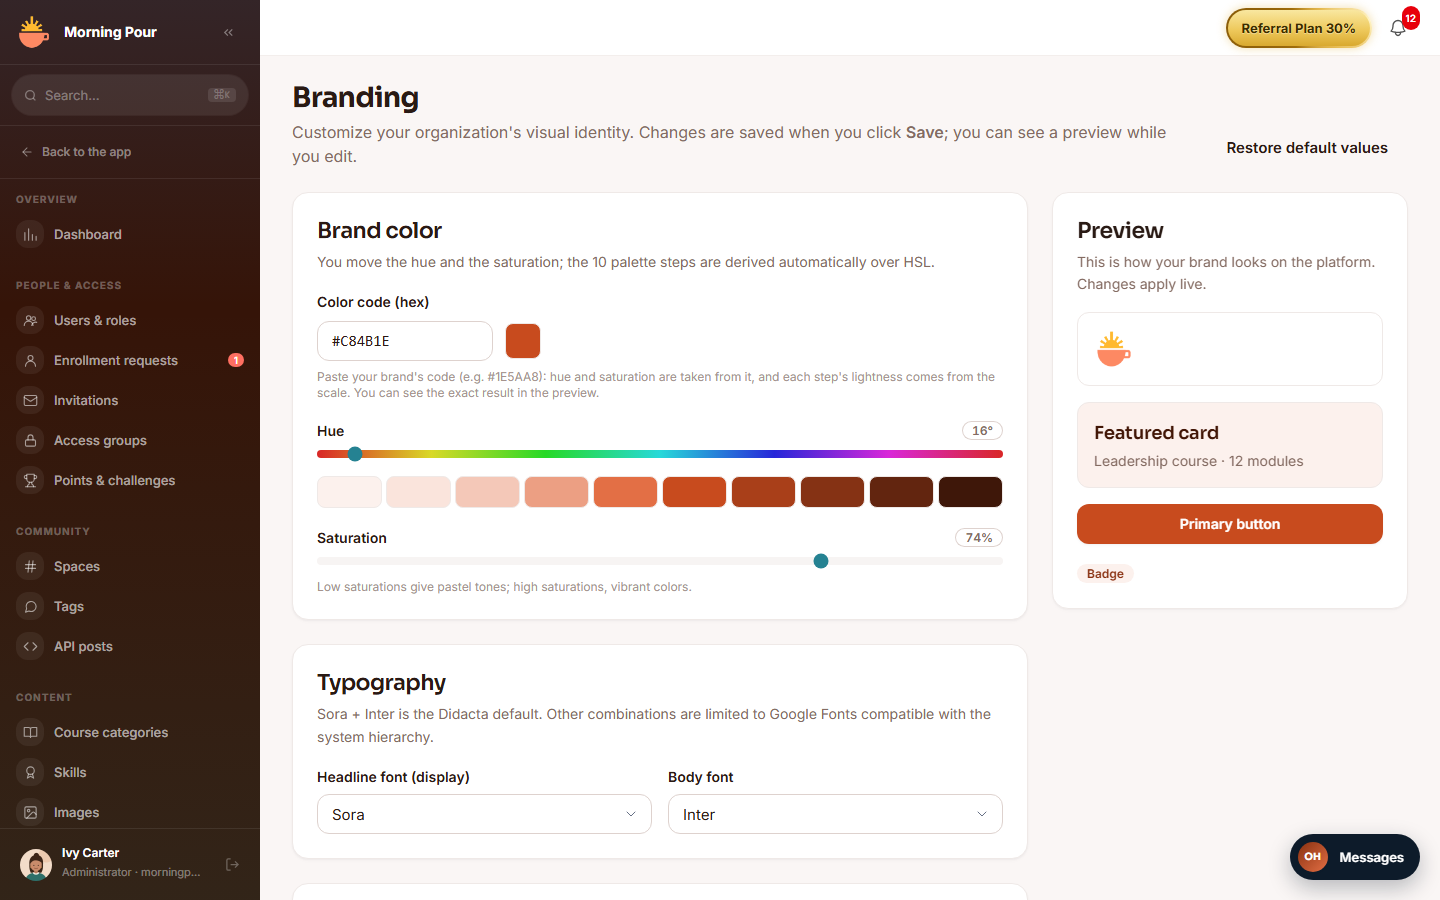 Morning Pour
Search...
⌘K
Back to the app
OVERVIEW
Dashboard
PEOPLE & ACCESS
Users & roles
Enrollment requests
1
Invitations
Access groups
Points & challenges
COMMUNITY
Spaces
Tags
API posts
CONTENT
Course categories
Skills
Images
Ivy Carter
Administrator · morningp...
Referral Plan 30%
12
Branding
Customize your organization's visual identity. Changes are saved when you click Save; you can see a preview while
you edit.
Restore default values
Brand color
You move the hue and the saturation; the 10 palette steps are derived automatically over HSL.
Color code (hex)
#C84B1E
Paste your brand's code (e.g. #1E5AA8): hue and saturation are taken from it, and each step's lightness comes from the
scale. You can see the exact result in the preview.
Hue
16°
Saturation
74%
Low saturations give pastel tones; high saturations, vibrant colors.
Typography
Sora + Inter is the Didacta default. Other combinations are limited to Google Fonts compatible with the
system hierarchy.
Headline font (display)
Sora
Body font
Inter
Preview
This is how your brand looks on the platform.
Changes apply live.
Featured card
Leadership course · 12 modules
Primary button
Badge
OH
Messages